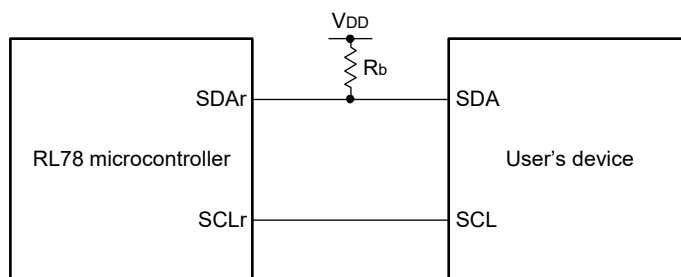 VDD
Rb
SDAr
SDA
RL78 microcontroller
User's device
SCLr
SCL